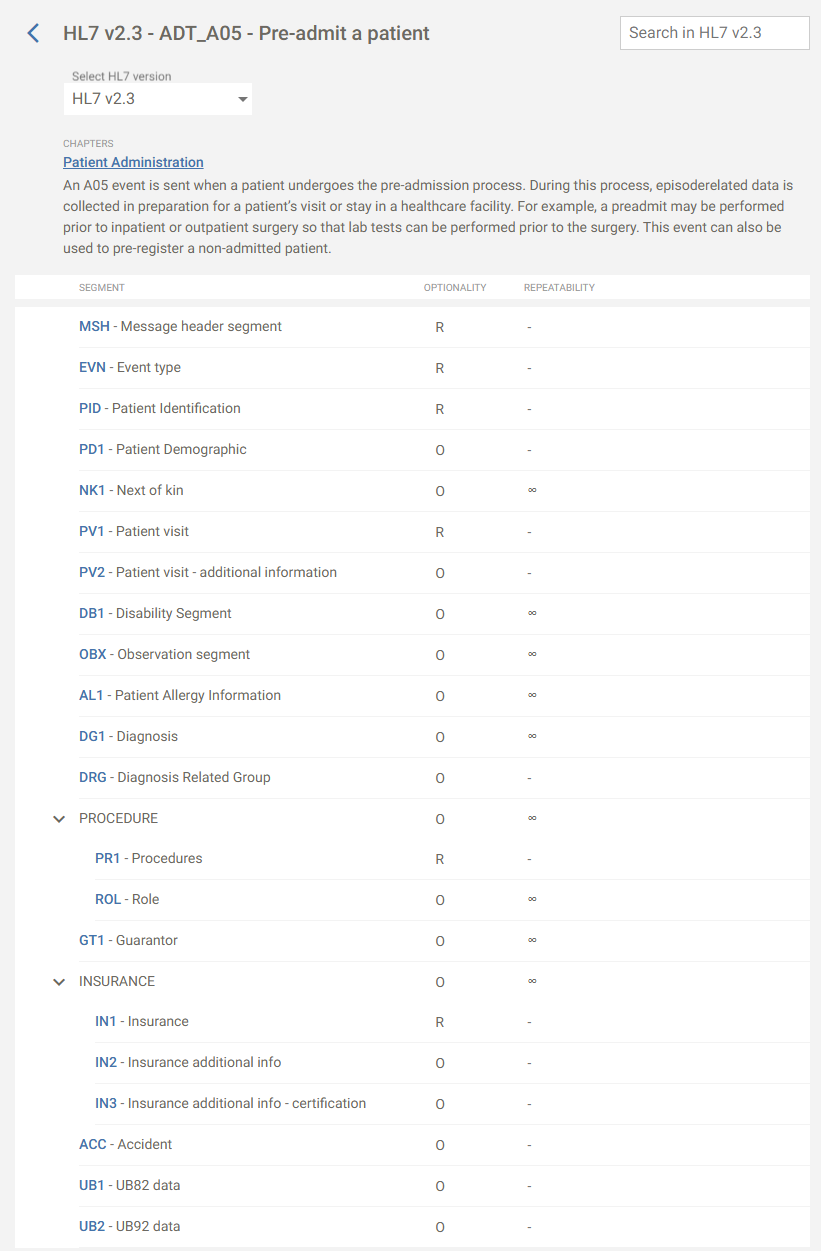 HL7 v2.3 - ADT_A05 - Pre-admit a patient
Search in HL7 v2.3
Select HL7 version
HL7 v2.3
CHAPTERS
Patient Administration
An A05 event is sent when a patient undergoes the pre-admission process. During this process, episoderelated data is
collected in preparation for a patient’s visit or stay in a healthcare facility. For example, a preadmit may be performed
prior to inpatient or outpatient surgery so that lab tests can be performed prior to the surgery. This event can also be
used to pre-register a non-admitted patient.
SEGMENT OPTIONALITY REPEATABILITY
MSH - Message header segment R -
EVN - Event type R -
PID - Patient Identification R -
PD1 - Patient Demographic O -
NK1 - Next of kin O ∞
PV1 - Patient visit R -
PV2 - Patient visit - additional information O -
DB1 - Disability Segment O ∞
OBX - Observation segment O ∞
AL1 - Patient Allergy Information O ∞
DG1 - Diagnosis O ∞
DRG - Diagnosis Related Group O -
PROCEDURE O ∞
PR1 - Procedures R -
ROL - Role O ∞
GT1 - Guarantor O ∞
INSURANCE O ∞
IN1 - Insurance R -
IN2 - Insurance additional info O -
IN3 - Insurance additional info - certification O -
ACC - Accident O -
UB1 - UB82 data O -
UB2 - UB92 data O -